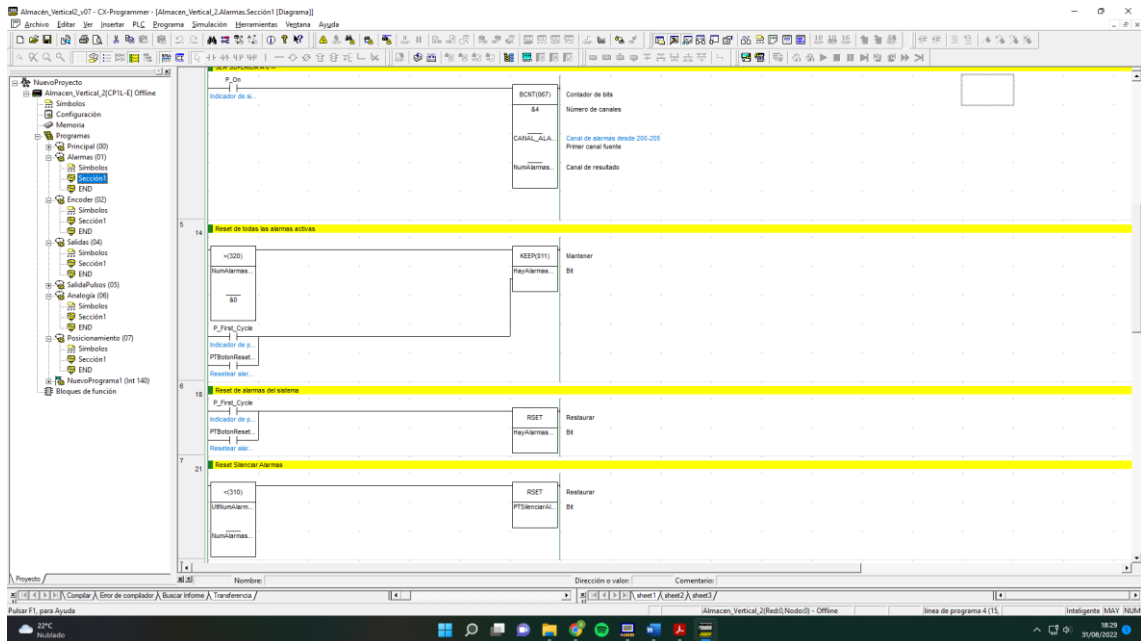 Almacén_Vertical2_v07 - CX-Programmer - [Almacen_Vertical_2.Alarmas.Sección1 [Diagrama]]
Archivo Editar Ver Insertar PLC Programa Simulación Herramientas Ventana Ayuda
NuevoProyecto
Almacen_Vertical_2[CP1L-E] Offline
Símbolos
Configuración
Memoria
Programas
Principal (00)
Alarmas (01)
Símbolos
Sección1
END
Encoder (02)
Símbolos
Sección1
END
Salidas (04)
Símbolos
Sección1
END
SalidaPulsos (05)
Analogía (06)
Símbolos
Sección1
END
Posicionamiento (07)
Símbolos
Sección1
END
NuevoPrograma1 (Int 140)
Bloques de función
Proyecto
P_On
Indicador de si...
BCNT(067)
Contador de bits
&4
Número de canales
CANAL_ALA...
Canal de alarmas desde 200-205
Primer canal fuente
NumAlarmas...
Canal de resultado
5
14
Reset de todas las alarmas activas
>(320)
NumAlarmas...
&0
KEEP(011)
Mantener
HayAlarmas...
Bit
P_First_Cycle
Indicador de p...
PTBotonReset...
Resetear alar...
6
18
Reset de alarmas del sistema
P_First_Cycle
Indicador de p...
PTBotonReset...
Resetear alar...
RSET
Restaurar
HayAlarmas...
Bit
7
21
Reset Silenciar Alarmas
<(310)
UltNumAlarm...
NumAlarmas...
RSET
Restaurar
PTSilenciarAl...
Bit
Nombre: Dirección o valor: Comentario:
Compilar Error de compilador Buscar Informe Transferencia
sheet1 sheet2 sheet3
Pulsar F1, para Ayuda
Almacen_Vertical_2(Red:0,Nodo:0) - Offline
línea de programa 4 (15,
Inteligente MAY NUM
22°C
Nublado
18:29
31/08/2022